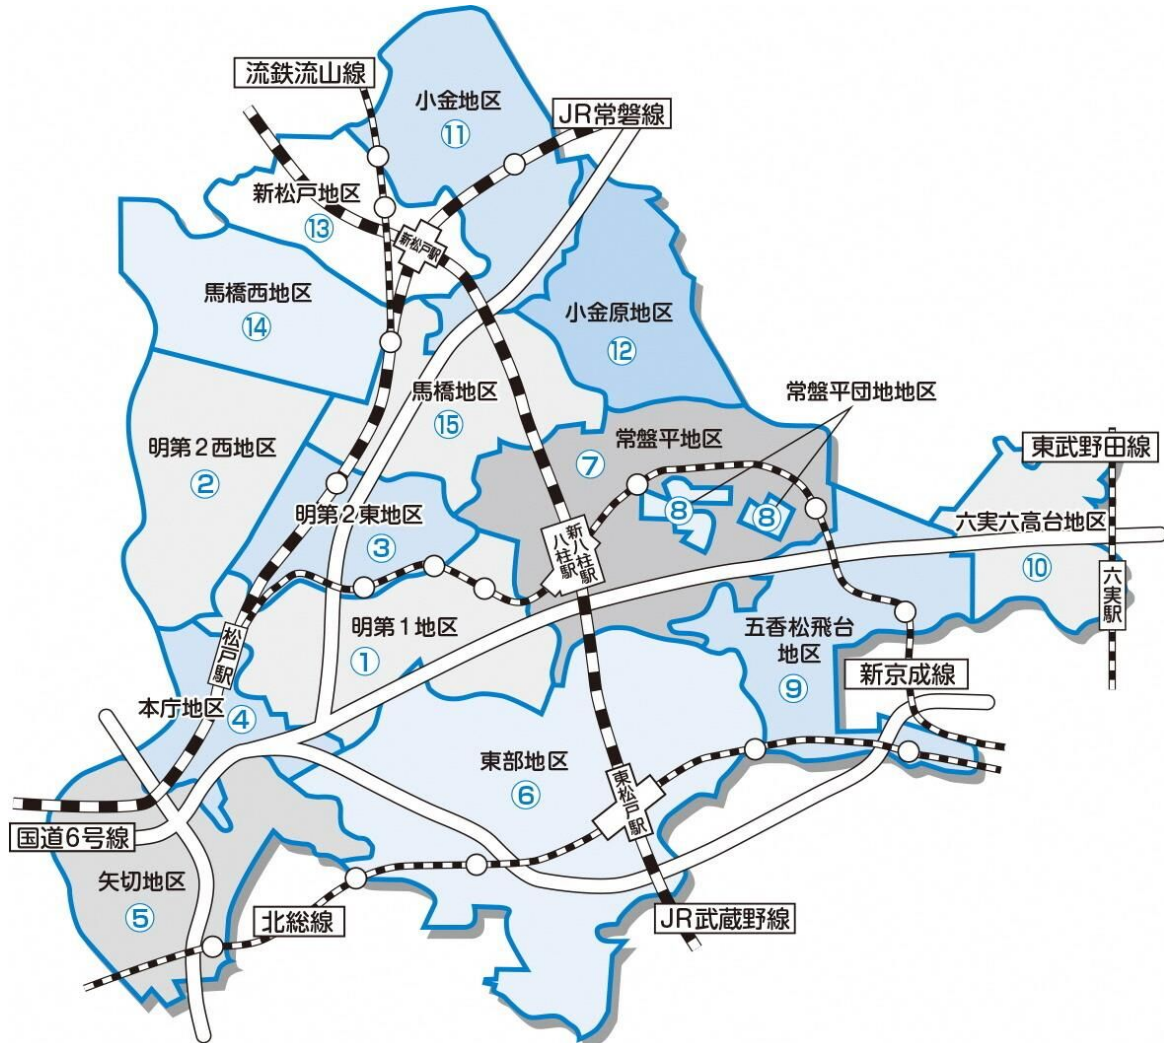 流鉄流山線
小金地区
⑪
JR常磐線
新松戸地区
⑬
新松戸駅
馬橋西地区
⑭
小金原地区
⑫
馬橋地区
⑮
常盤平団地地区
常盤平地区
⑦
東武野田線
明第2西地区
②
⑧
⑧
明第2東地区
③
六実六高台地区
⑩
新八柱駅
八柱駅
六実駅
明第1地区
①
五香松飛台
地区
⑨
松戸駅
新京成線
本庁地区
④
東部地区
⑥
東松戸駅
国道6号線
矢切地区
⑤
北総線
JR武蔵野線